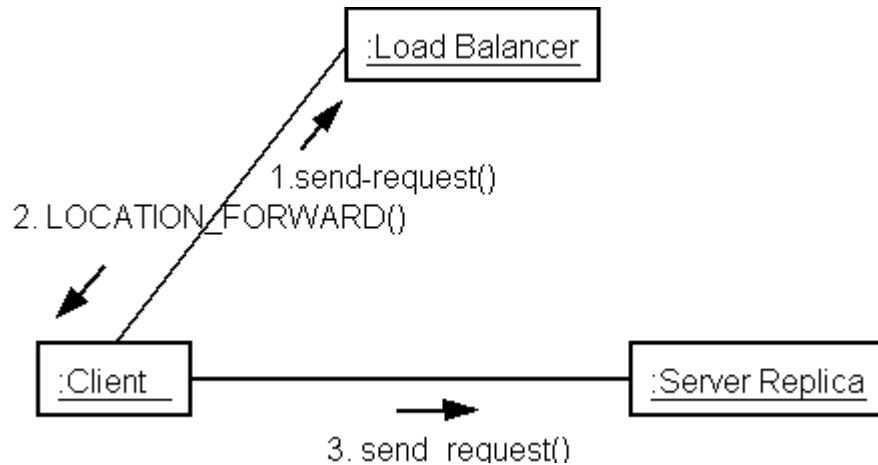 :Load Balancer
1.send-request()
2. LOCATION_FORWARD()
:Client
:Server Replica
3. send_request()